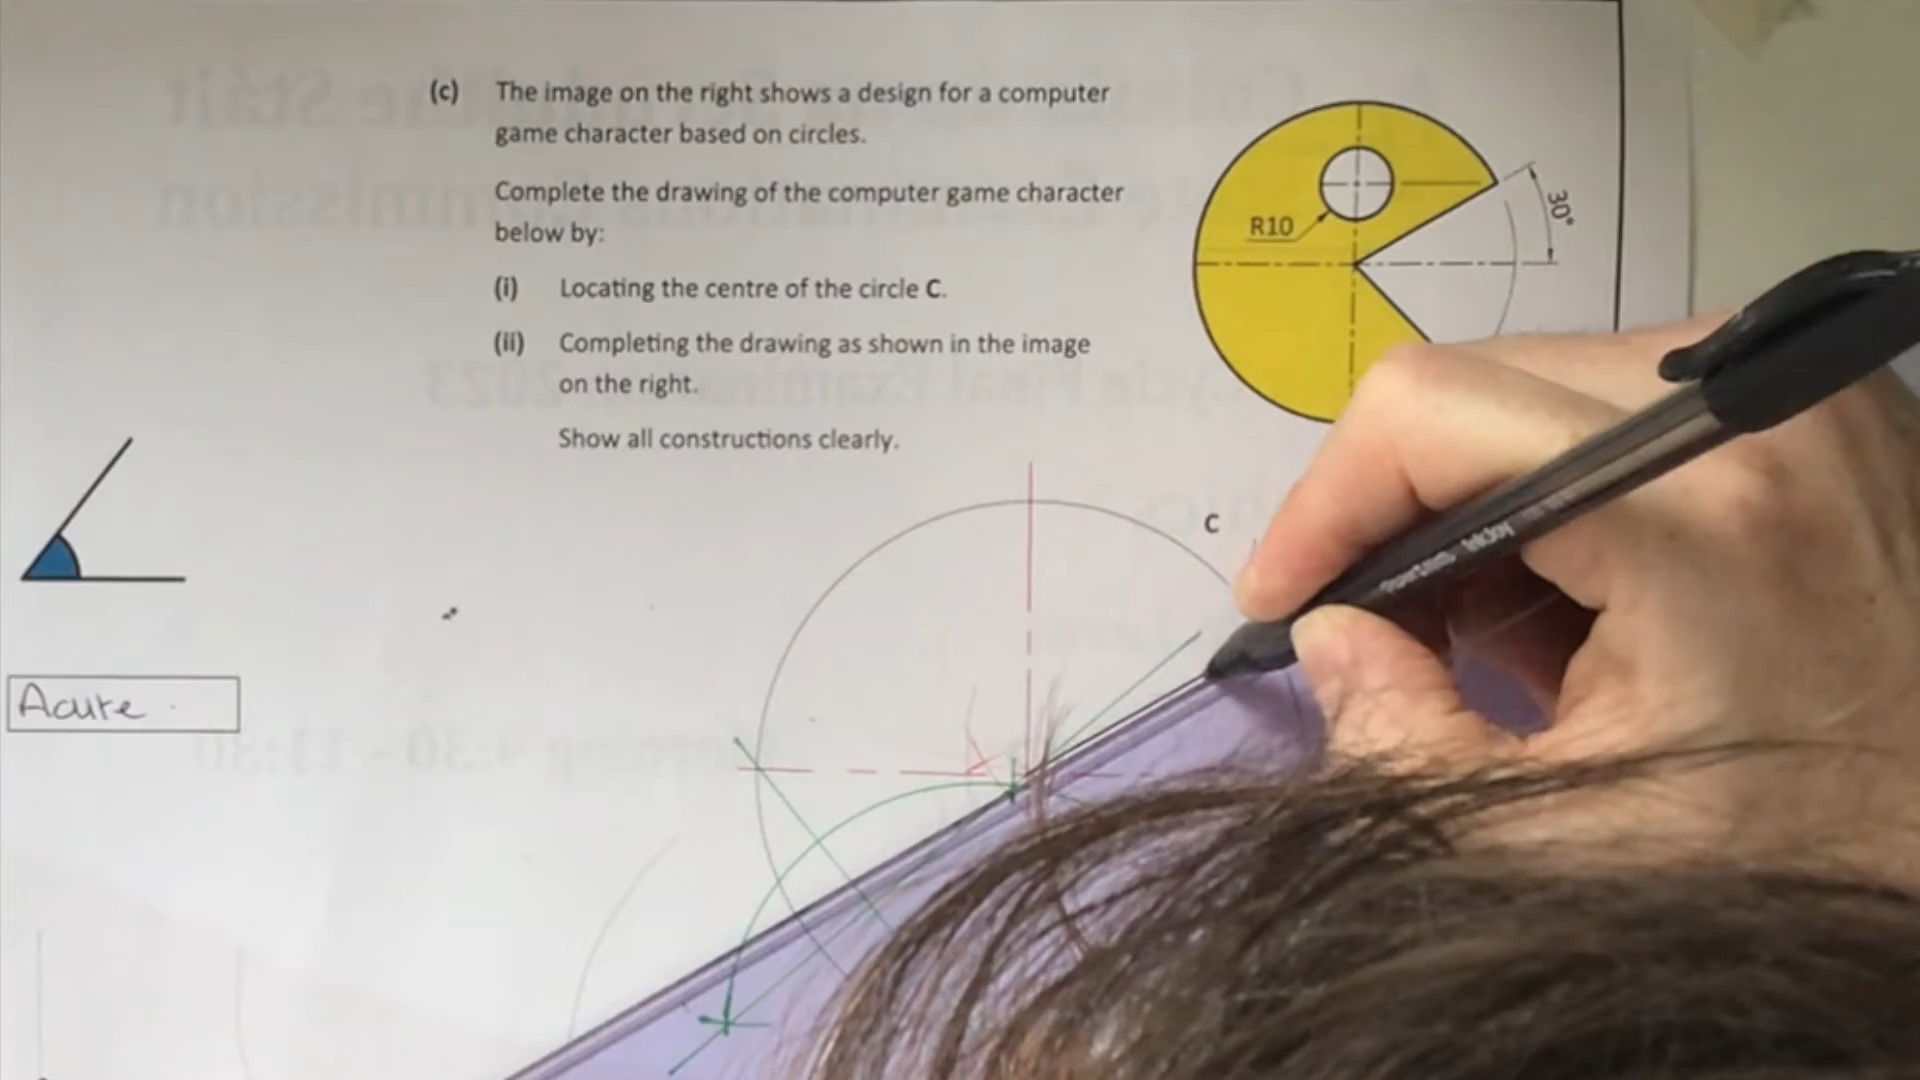 (c) The image on the right shows a design for a computer
game character based on circles.
Complete the drawing of the computer game character
below by:
(i) Locating the centre of the circle C.
(ii) Completing the drawing as shown in the image
on the right.
Show all constructions clearly.
R10
30°
C
Acute